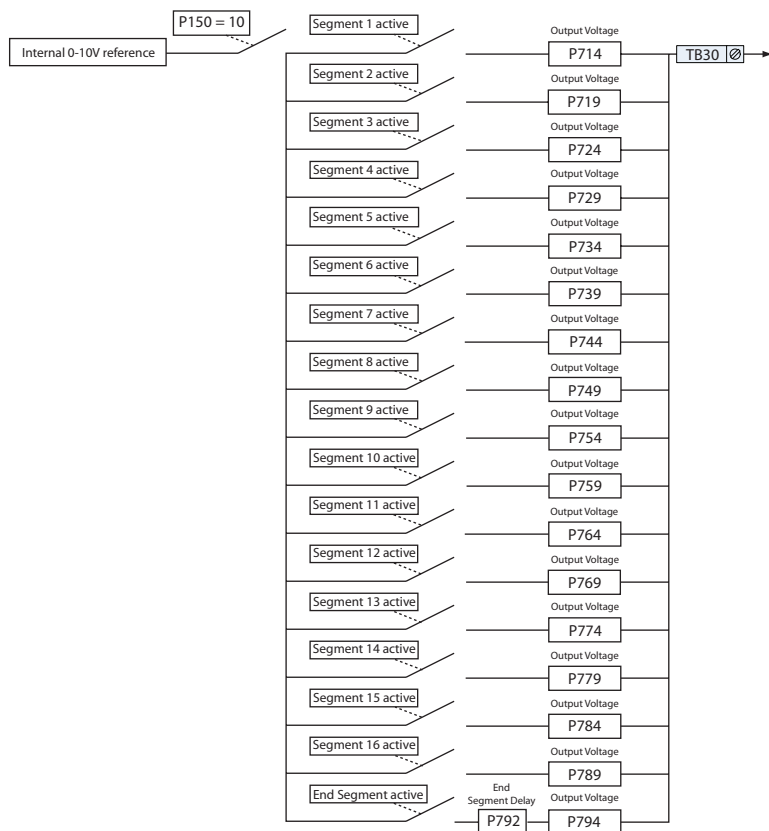 P150 = 10
Internal 0-10V reference
Segment 1 active
Output Voltage
P714
TB30
Segment 2 active
Output Voltage
P719
Segment 3 active
Output Voltage
P724
Segment 4 active
Output Voltage
P729
Segment 5 active
Output Voltage
P734
Segment 6 active
Output Voltage
P739
Segment 7 active
Output Voltage
P744
Segment 8 active
Output Voltage
P749
Segment 9 active
Output Voltage
P754
Segment 10 active
Output Voltage
P759
Segment 11 active
Output Voltage
P764
Segment 12 active
Output Voltage
P769
Segment 13 active
Output Voltage
P774
Segment 14 active
Output Voltage
P779
Segment 15 active
Output Voltage
P784
Segment 16 active
Output Voltage
P789
End Segment active
End
Segment Delay
P792
Output Voltage
P794